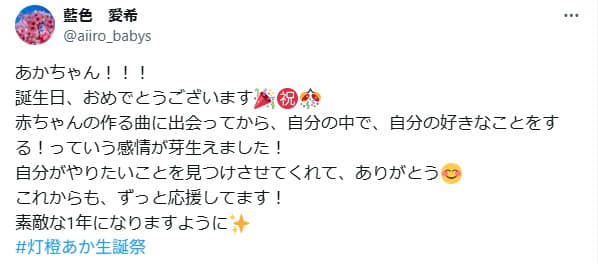 藍色　愛希
@aiiro_babys
あかちゃん！！！
誕生日、おめでとうございます🎉㊗️🎊
赤ちゃんの作る曲に出会ってから、自分の中で、自分の好きなことをす
る！っていう感情が芽生えました！
自分がやりたいことを見つけさせてくれて、ありがとう😊
これからも、ずっと応援してます！
素敵な1年になりますように✨
#灯橙あか生誕祭